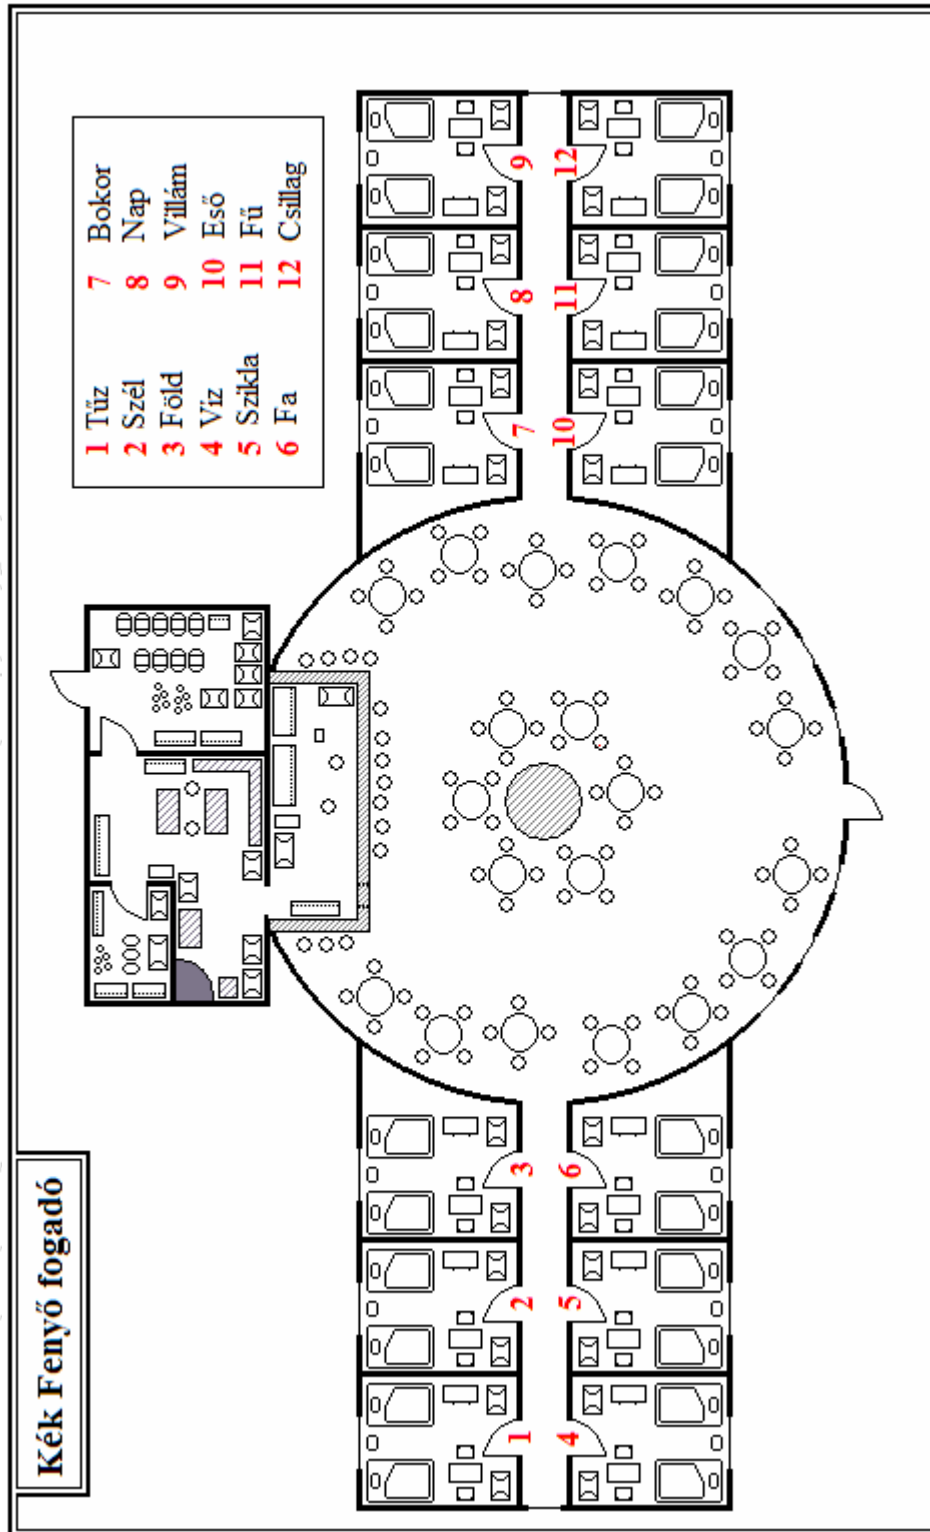 Kék Fenyő fogadó
1 Tűz
2 Szél
3 Föld
4 Víz
5 Szikla
6 Fa
7 Bokor
8 Nap
9 Villám
10 Eső
11 Fű
12 Csillag
1
2
3
7
8
9
4
5
6
10
11
12